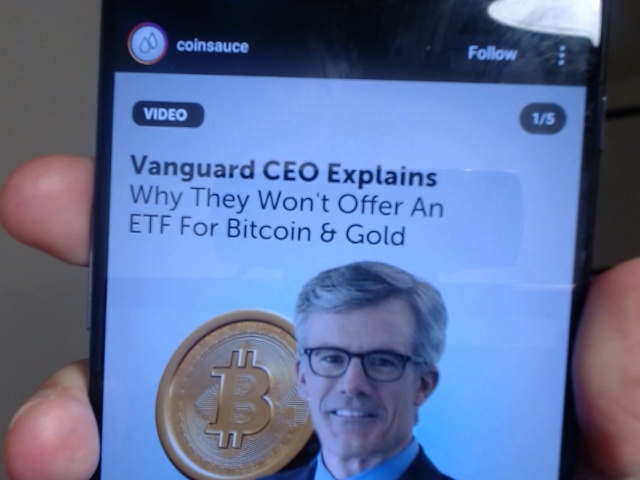 coinsauce
Follow
VIDEO
1/5
Vanguard CEO Explains
Why They Won't Offer An
ETF For Bitcoin & Gold